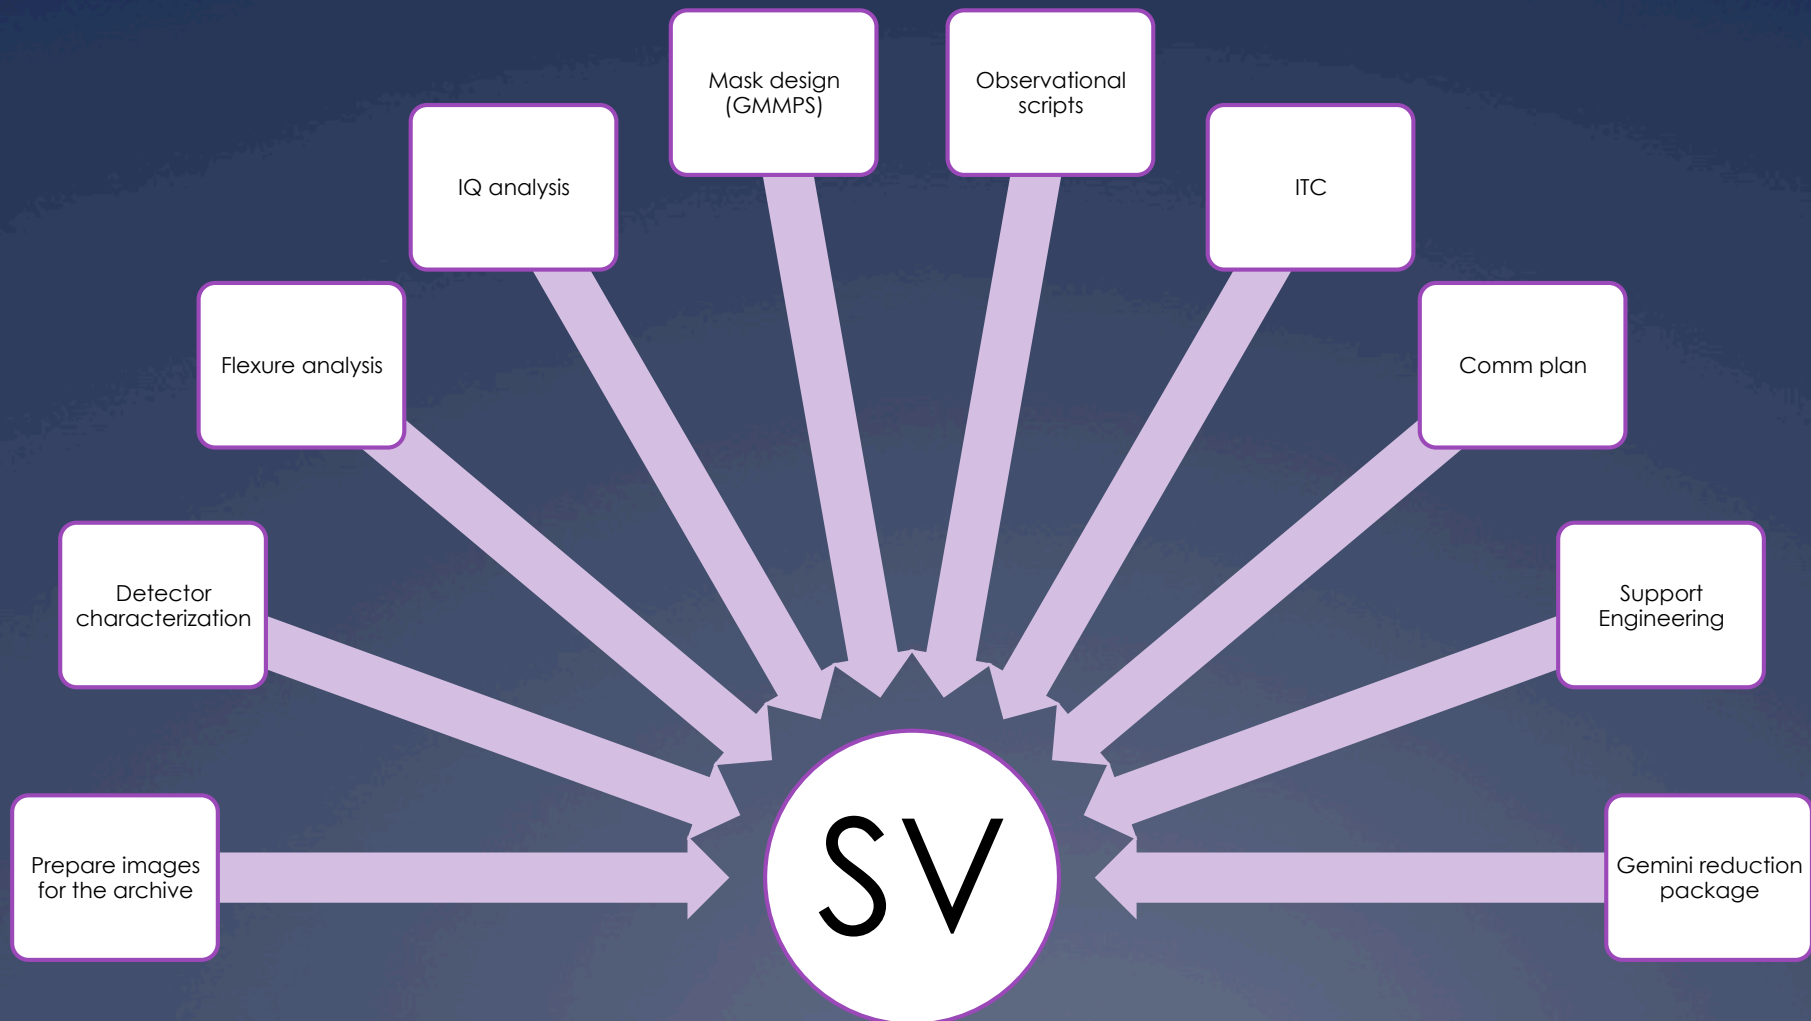 Mask design
(GMMPS)
Observational
scripts
IQ analysis
ITC
Flexure analysis
Comm plan
Detector
characterization
Support
Engineering
Prepare images
for the archive
SV
Gemini reduction
package